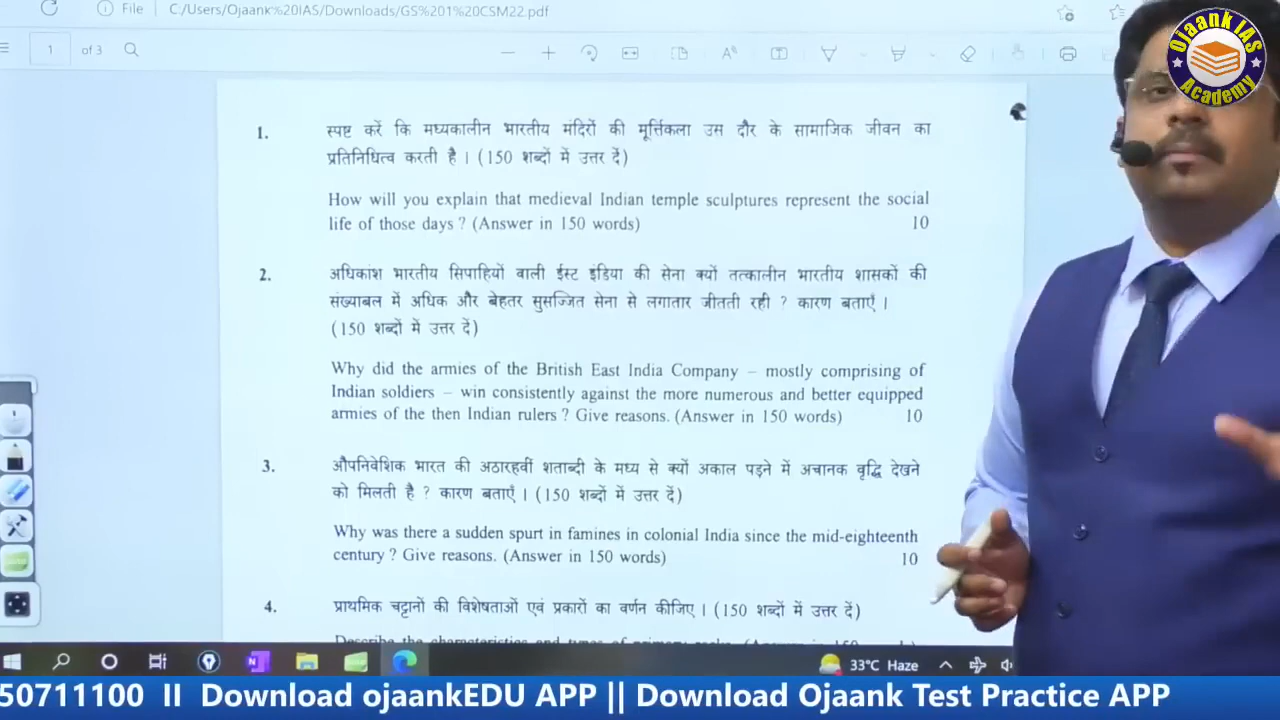 File
C:/Users/Ojaank%20IAS/Downloads/GS%201%20CSM22.pdf
1 of 3
Ojaank IAS
Academy
1. स्पष्ट करें कि मध्यकालीन भारतीय मंदिरों की मूर्त्तिकला उस दौर के सामाजिक जीवन का
प्रतिनिधित्व करती है । (150 शब्दों में उत्तर दें)
How will you explain that medieval Indian temple sculptures represent the social
life of those days ? (Answer in 150 words) 10
2. अधिकांश भारतीय सिपाहियों वाली ईस्ट इंडिया की सेना क्यों तत्कालीन भारतीय शासकों की
संख्याबल में अधिक और बेहतर सुसज्जित सेना से लगातार जीतती रही ? कारण बताएँ ।
(150 शब्दों में उत्तर दें)
Why did the armies of the British East India Company – mostly comprising of
Indian soldiers – win consistently against the more numerous and better equipped
armies of the then Indian rulers ? Give reasons. (Answer in 150 words) 10
3. औपनिवेशिक भारत की अठारहवीं शताब्दी के मध्य से क्यों अकाल पड़ने में अचानक वृद्धि देखने
को मिलती है ? कारण बताएँ । (150 शब्दों में उत्तर दें)
Why was there a sudden spurt in famines in colonial India since the mid-eighteenth
century ? Give reasons. (Answer in 150 words) 10
4. प्राथमिक चट्टानों की विशेषताओं एवं प्रकारों का वर्णन कीजिए । (150 शब्दों में उत्तर दें)
33°C Haze
50711100 II Download ojaankEDU APP || Download Ojaank Test Practice APP